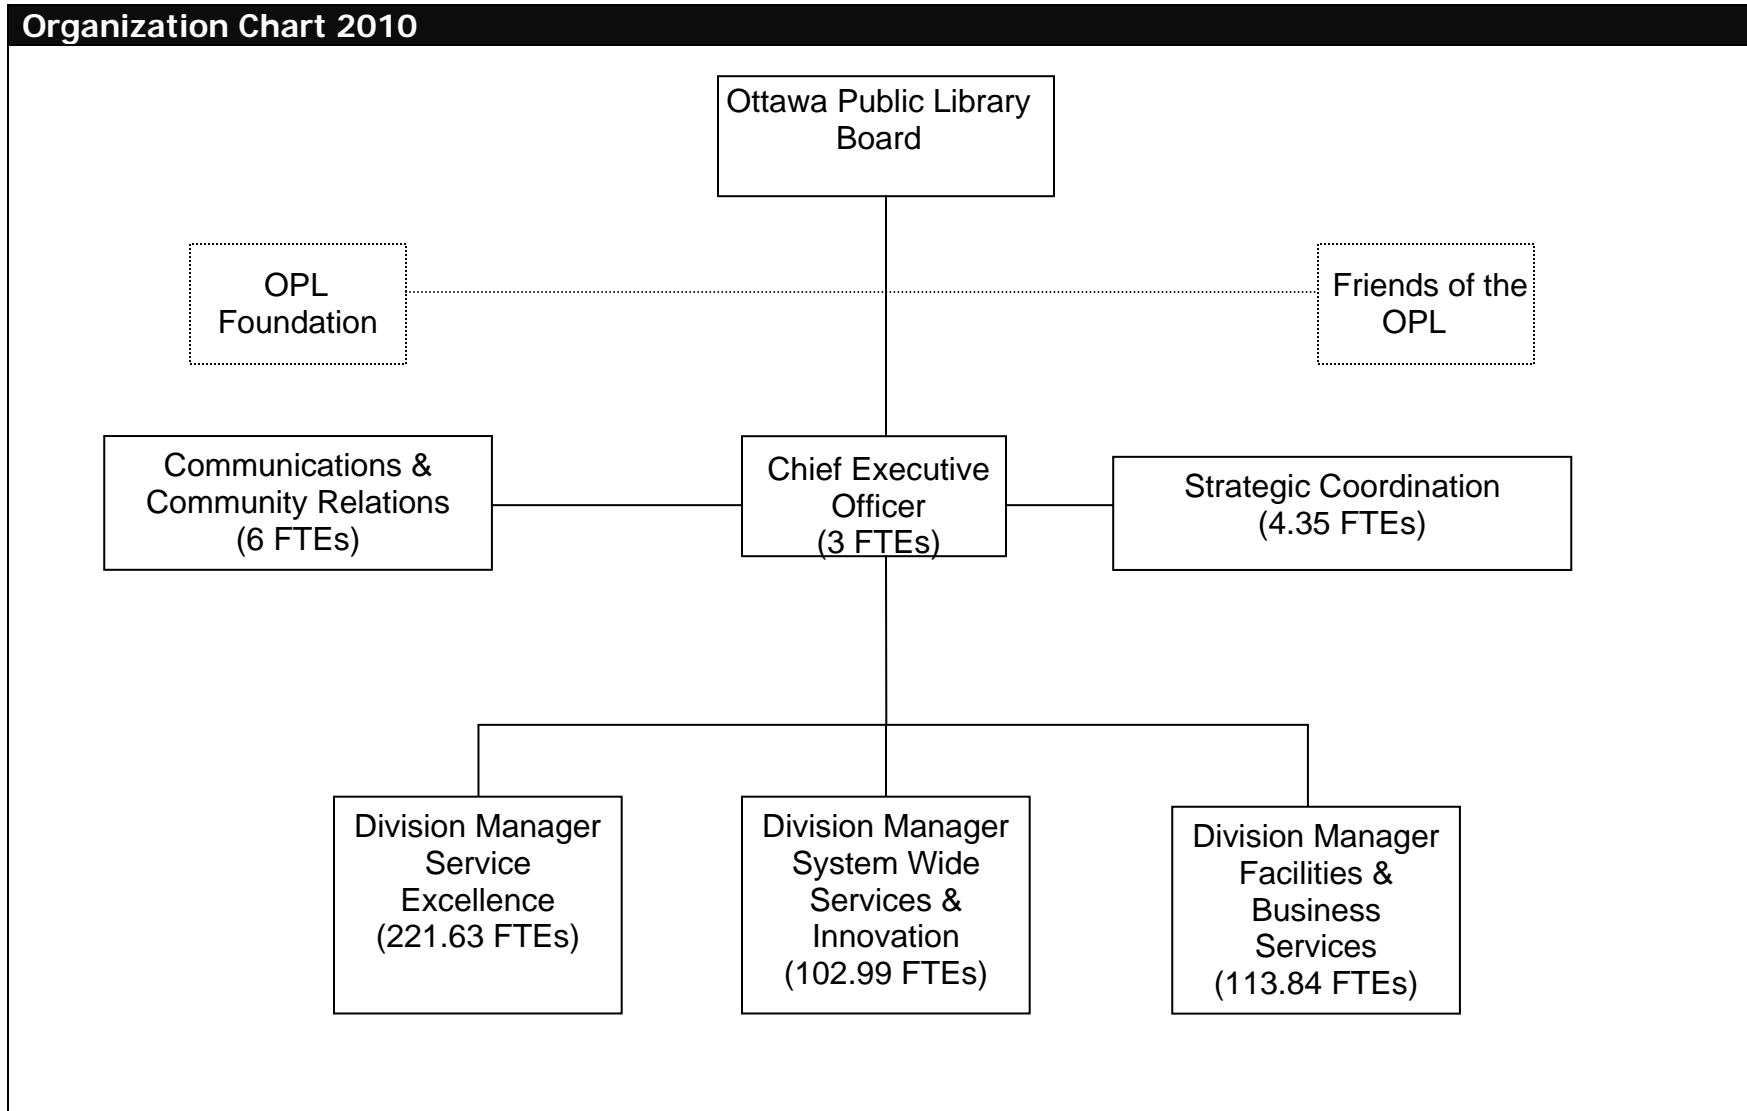 Organization Chart 2010
Ottawa Public Library
Board
OPL
Foundation
Friends of the
OPL
Communications &
Community Relations
(6 FTEs)
Chief Executive
Officer
(3 FTEs)
Strategic Coordination
(4.35 FTEs)
Division Manager
Service
Excellence
(221.63 FTEs)
Division Manager
System Wide
Services &
Innovation
(102.99 FTEs)
Division Manager
Facilities &
Business
Services
(113.84 FTEs)